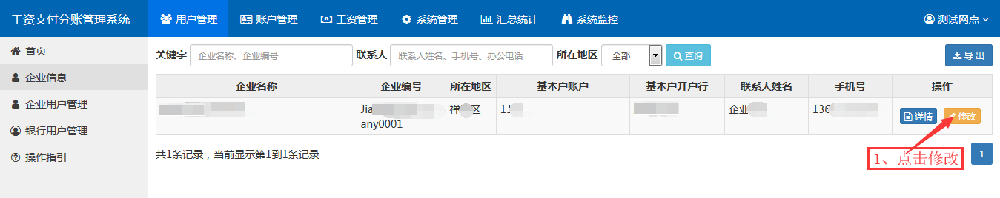 工资支付分账管理系统 用户管理 账户管理 工资管理 系统管理 汇总统计 系统监控 测试网点
首页
企业信息
企业用户管理
银行用户管理
操作指引
关键字 企业名称、企业编号 联系人 联系人姓名、手机号、办公电话 所在地区 全部 查询 导 出
企业名称 企业编号 所在地区 基本户账户 基本户开户行 联系人姓名 手机号 操作
Jia 禅 区 11 企业 136 详情 修改
any0001
共1条记录，当前显示第1到1条记录 1
1、点击修改